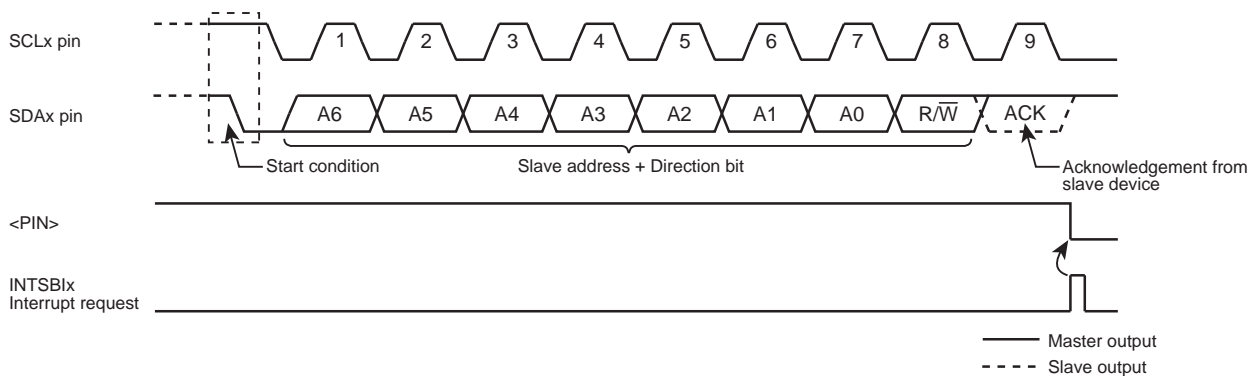 SCLx pin
1 2 3 4 5 6 7 8 9
SDAx pin
A6 A5 A4 A3 A2 A1 A0 R/W̅ ACK
Start condition
Slave address + Direction bit
Acknowledgement from
slave device
<PIN>
INTSBIx
Interrupt request
Master output
Slave output